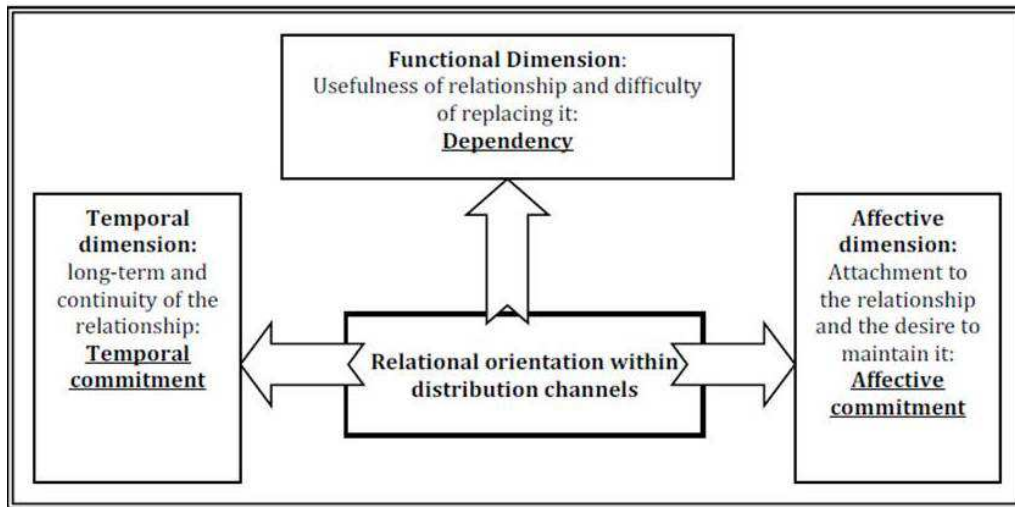 Functional Dimension:
Usefulness of relationship and difficulty
of replacing it:
Dependency
Temporal
dimension:
long-term and
continuity of the
relationship:
Temporal
commitment
Relational orientation within
distribution channels
Affective
dimension:
Attachment to
the relationship
and the desire to
maintain it:
Affective
commitment